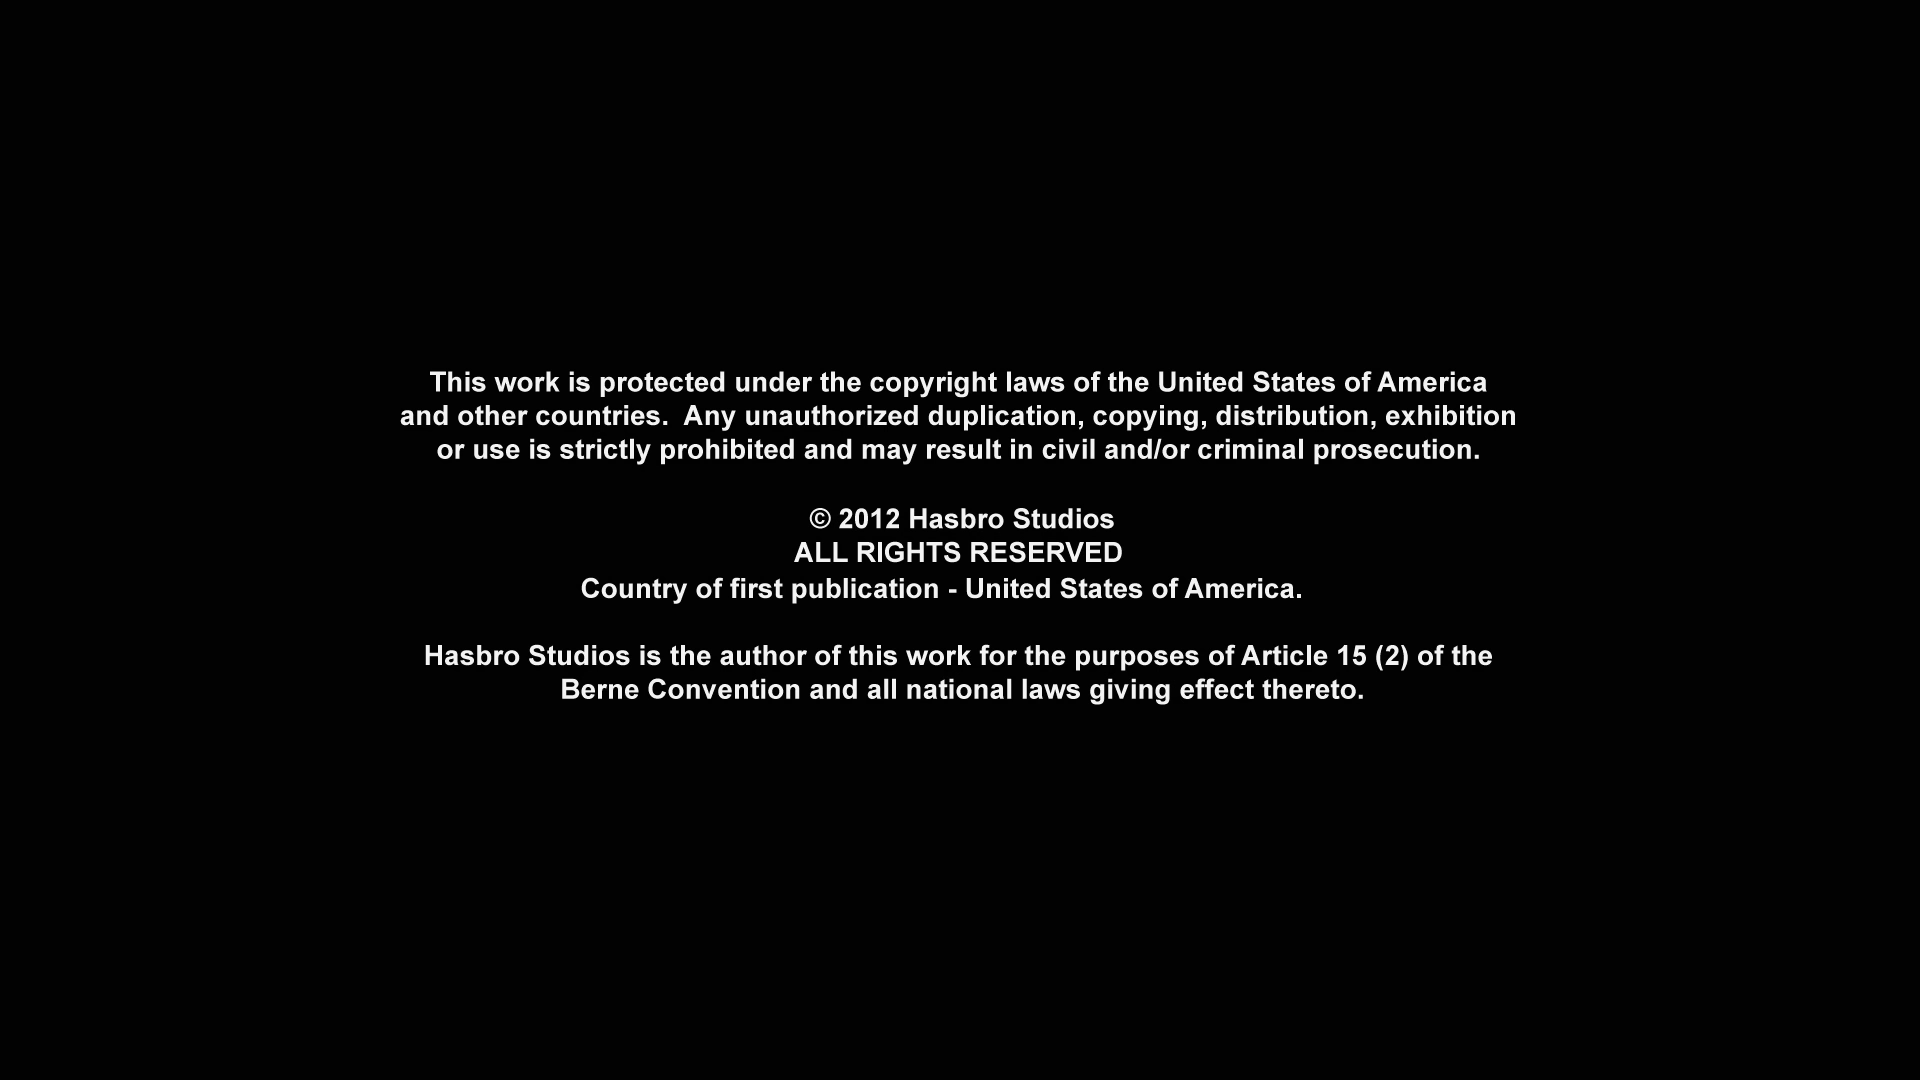 This work is protected under the copyright laws of the United States of America
and other countries.  Any unauthorized duplication, copying, distribution, exhibition
or use is strictly prohibited and may result in civil and/or criminal prosecution.
© 2012 Hasbro Studios
ALL RIGHTS RESERVED
Country of first publication - United States of America.
Hasbro Studios is the author of this work for the purposes of Article 15 (2) of the
Berne Convention and all national laws giving effect thereto.